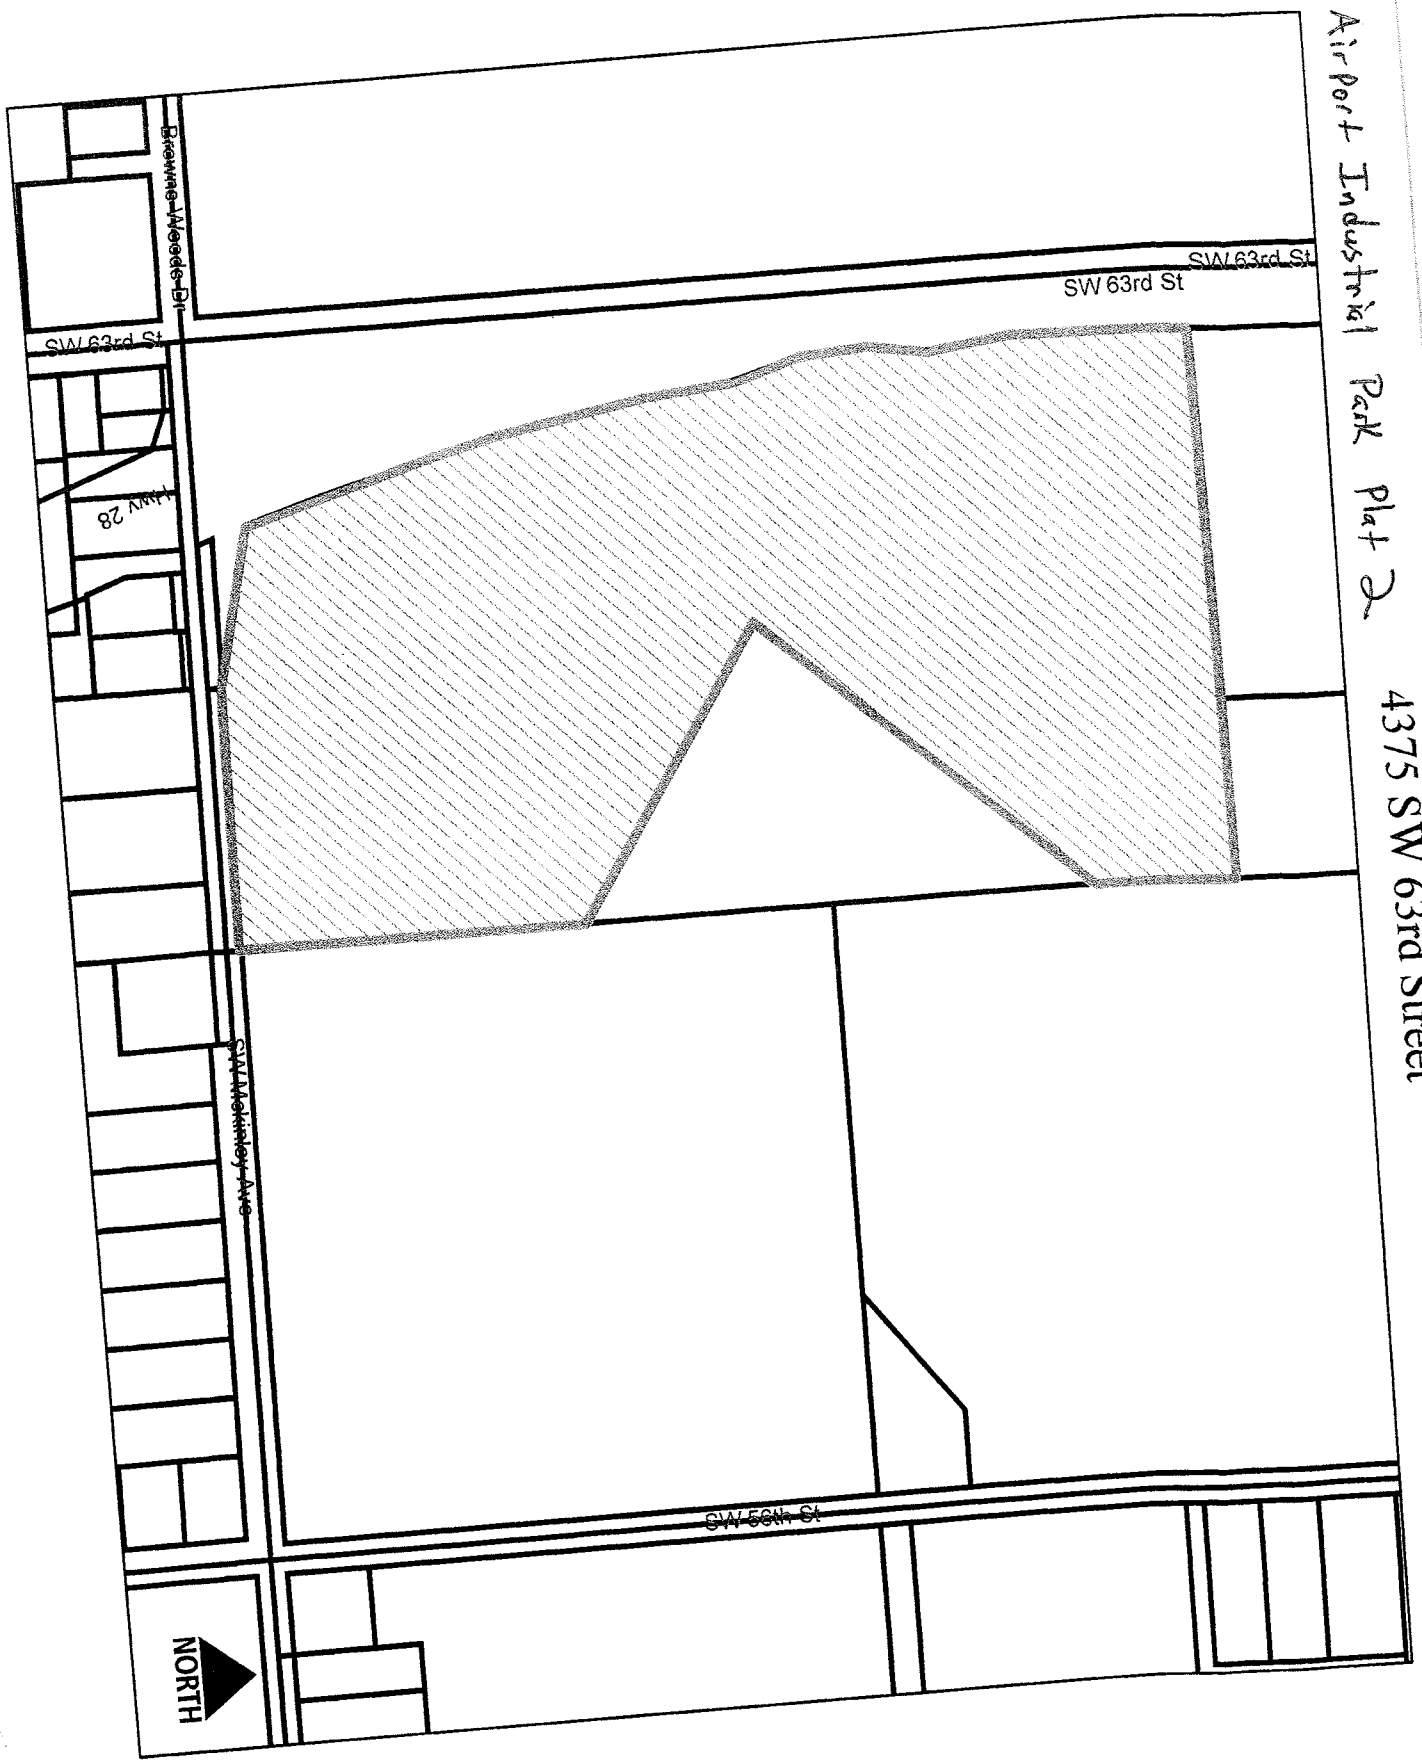 Airport Industrial Park Plat 2
4375 SW 63rd Street
SW 63rd St
SW 63rd St
Browns Woods Dr
SW 63rd St
Hwy 28
SW Mckinley Ave
SW 56th St
NORTH